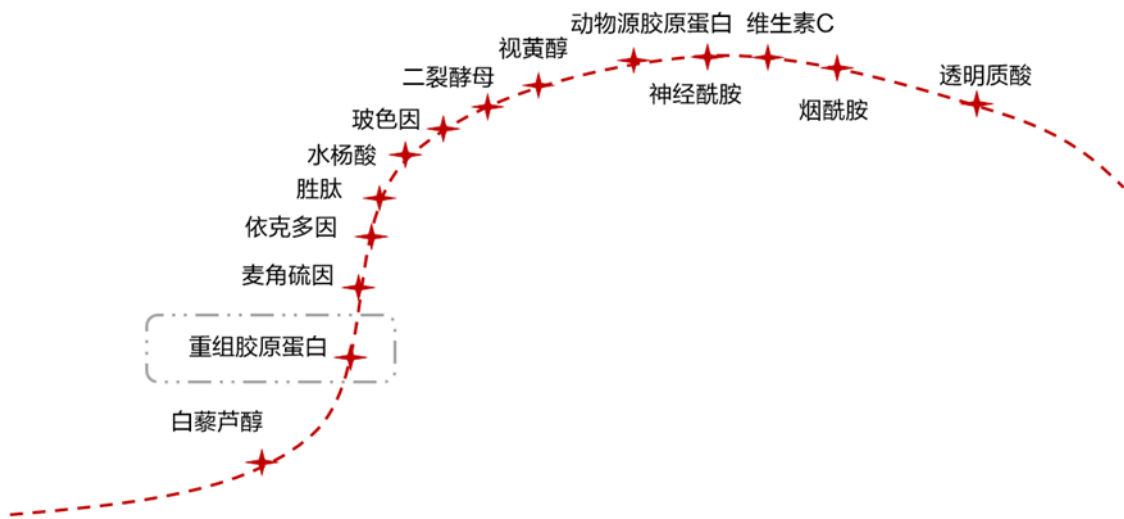 动物源胶原蛋白
维生素C
视黄醇
二裂酵母
神经酰胺
烟酰胺
透明质酸
玻色因
水杨酸
胜肽
依克多因
麦角硫因
重组胶原蛋白
白藜芦醇